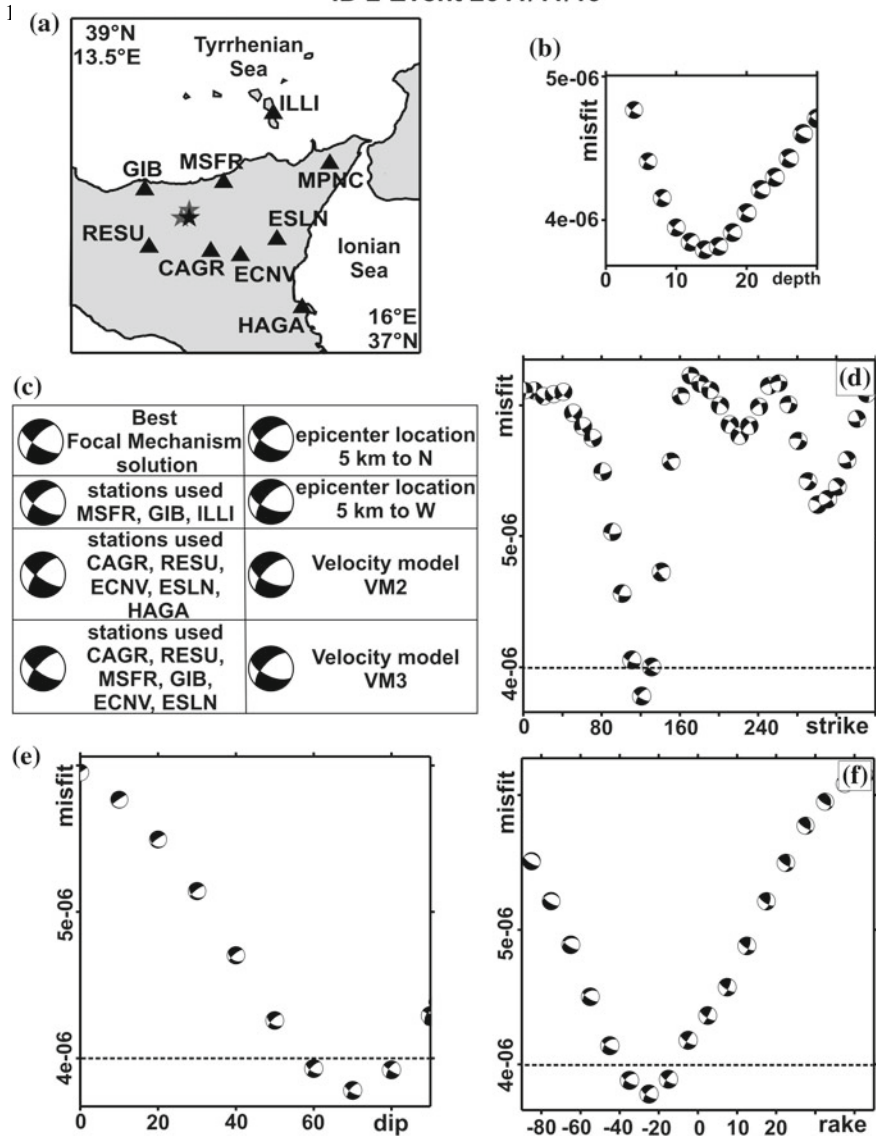 1
(a)
39°N
13.5°E
Tyrrhenian
Sea
ILLI
GIB
MSFR
MPNC
RESU
ESLN
CAGR
ECNV
Ionian
Sea
HAGA
16°E
37°N
(b)
5e-06
misfit
4e-06
0
10
20
depth
(c)
Best
Focal Mechanism
solution
epicenter location
5 km to N
stations used
MSFR, GIB, ILLI
epicenter location
5 km to W
stations used
CAGR, RESU,
ECNV, ESLN,
HAGA
Velocity model
VM2
stations used
CAGR, RESU,
MSFR, GIB,
ECNV, ESLN
Velocity model
VM3
(d)
misfit
5e-06
4e-06
0
80
160
240
strike
(e)
misfit
5e-06
4e-06
0
20
40
60
dip
(f)
misfit
5e-06
4e-06
-80
-60
-40
-20
0
20
rake